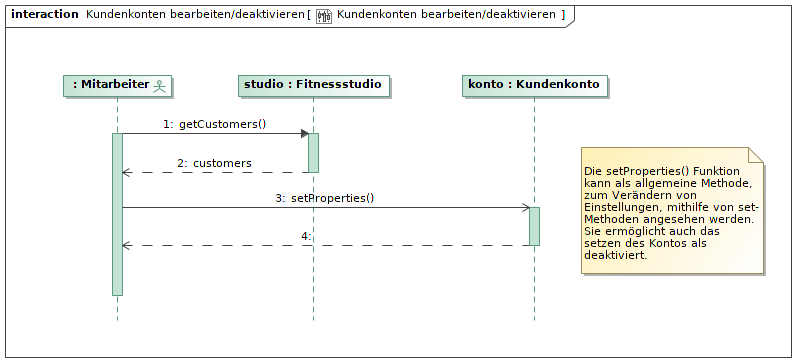 interaction Kundenkonten bearbeiten/deaktivieren [ Kundenkonten bearbeiten/deaktivieren ]
: Mitarbeiter
studio : Fitnessstudio
konto : Kundenkonto
1: getCustomers()
2: customers
3: setProperties()
4:
Die setProperties() Funktion
kann als allgemeine Methode,
zum Verändern von
Einstellungen, mithilfe von set-
Methoden angesehen werden.
Sie ermöglicht auch das
setzen des Kontos als
deaktiviert.